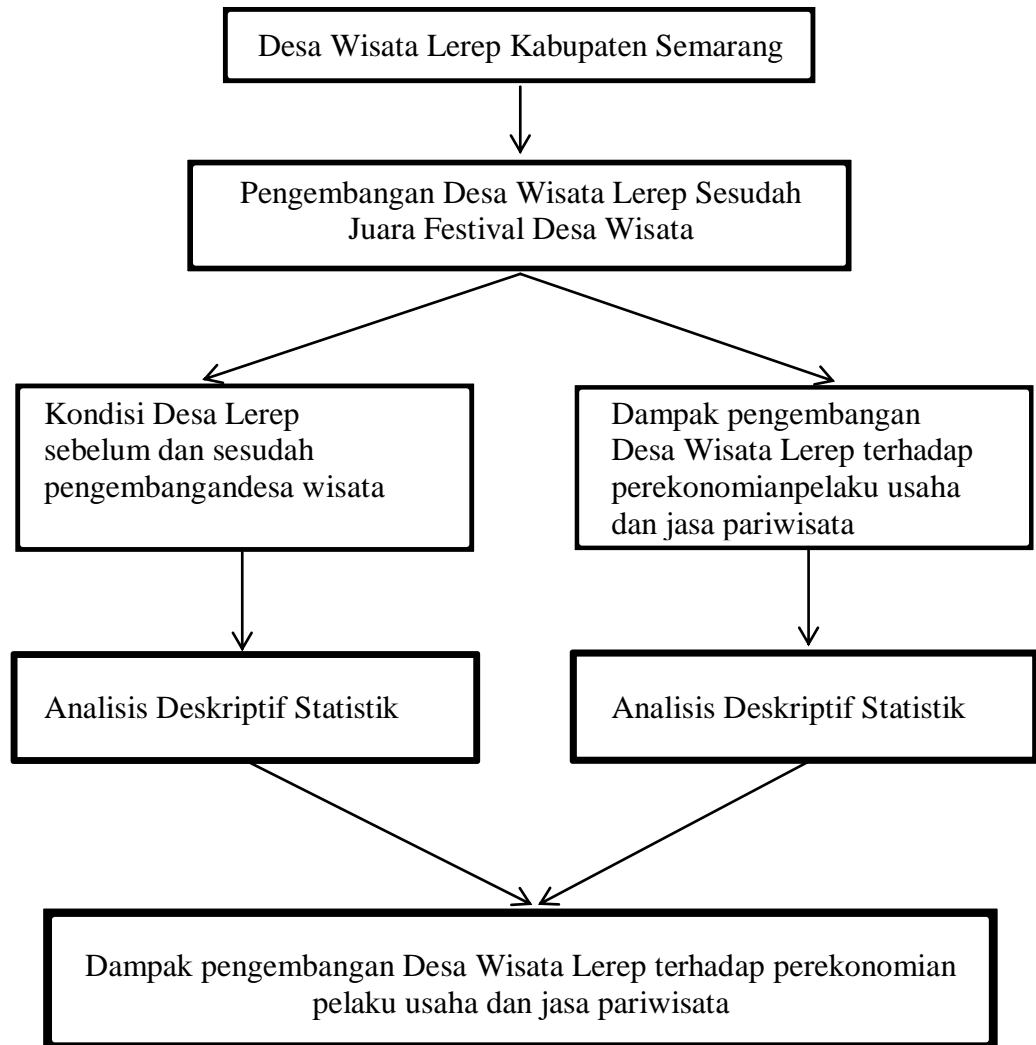 Desa Wisata Lerep Kabupaten Semarang
Pengembangan Desa Wisata Lerep Sesudah
Juara Festival Desa Wisata
Kondisi Desa Lerep
sebelum dan sesudah
pengembangandesa wisata
Dampak pengembangan
Desa Wisata Lerep terhadap
perekonomianpelaku usaha
dan jasa pariwisata
Analisis Deskriptif Statistik
Analisis Deskriptif Statistik
Dampak pengembangan Desa Wisata Lerep terhadap perekonomian
pelaku usaha dan jasa pariwisata